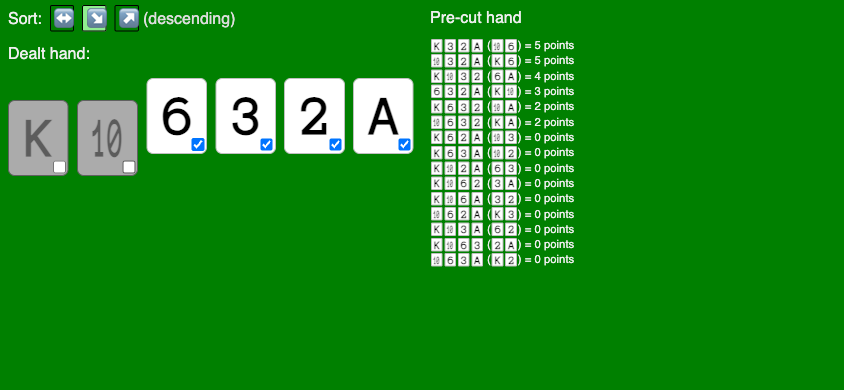 Sort: (descending)
Dealt hand:
K 10 6 3 2 A
Pre-cut hand
K 3 2 A (10 6) = 5 points
10 3 2 A (K 6) = 5 points
K 10 3 2 (6 A) = 4 points
6 3 2 A (K 10) = 3 points
K 6 3 2 (10 A) = 2 points
10 6 3 2 (K A) = 2 points
K 6 2 A (10 3) = 0 points
K 6 3 A (10 2) = 0 points
K 10 2 A (6 3) = 0 points
K 10 6 2 (3 A) = 0 points
K 10 6 A (3 2) = 0 points
10 6 2 A (K 3) = 0 points
K 10 3 A (6 2) = 0 points
K 10 6 3 (2 A) = 0 points
10 6 3 A (K 2) = 0 points